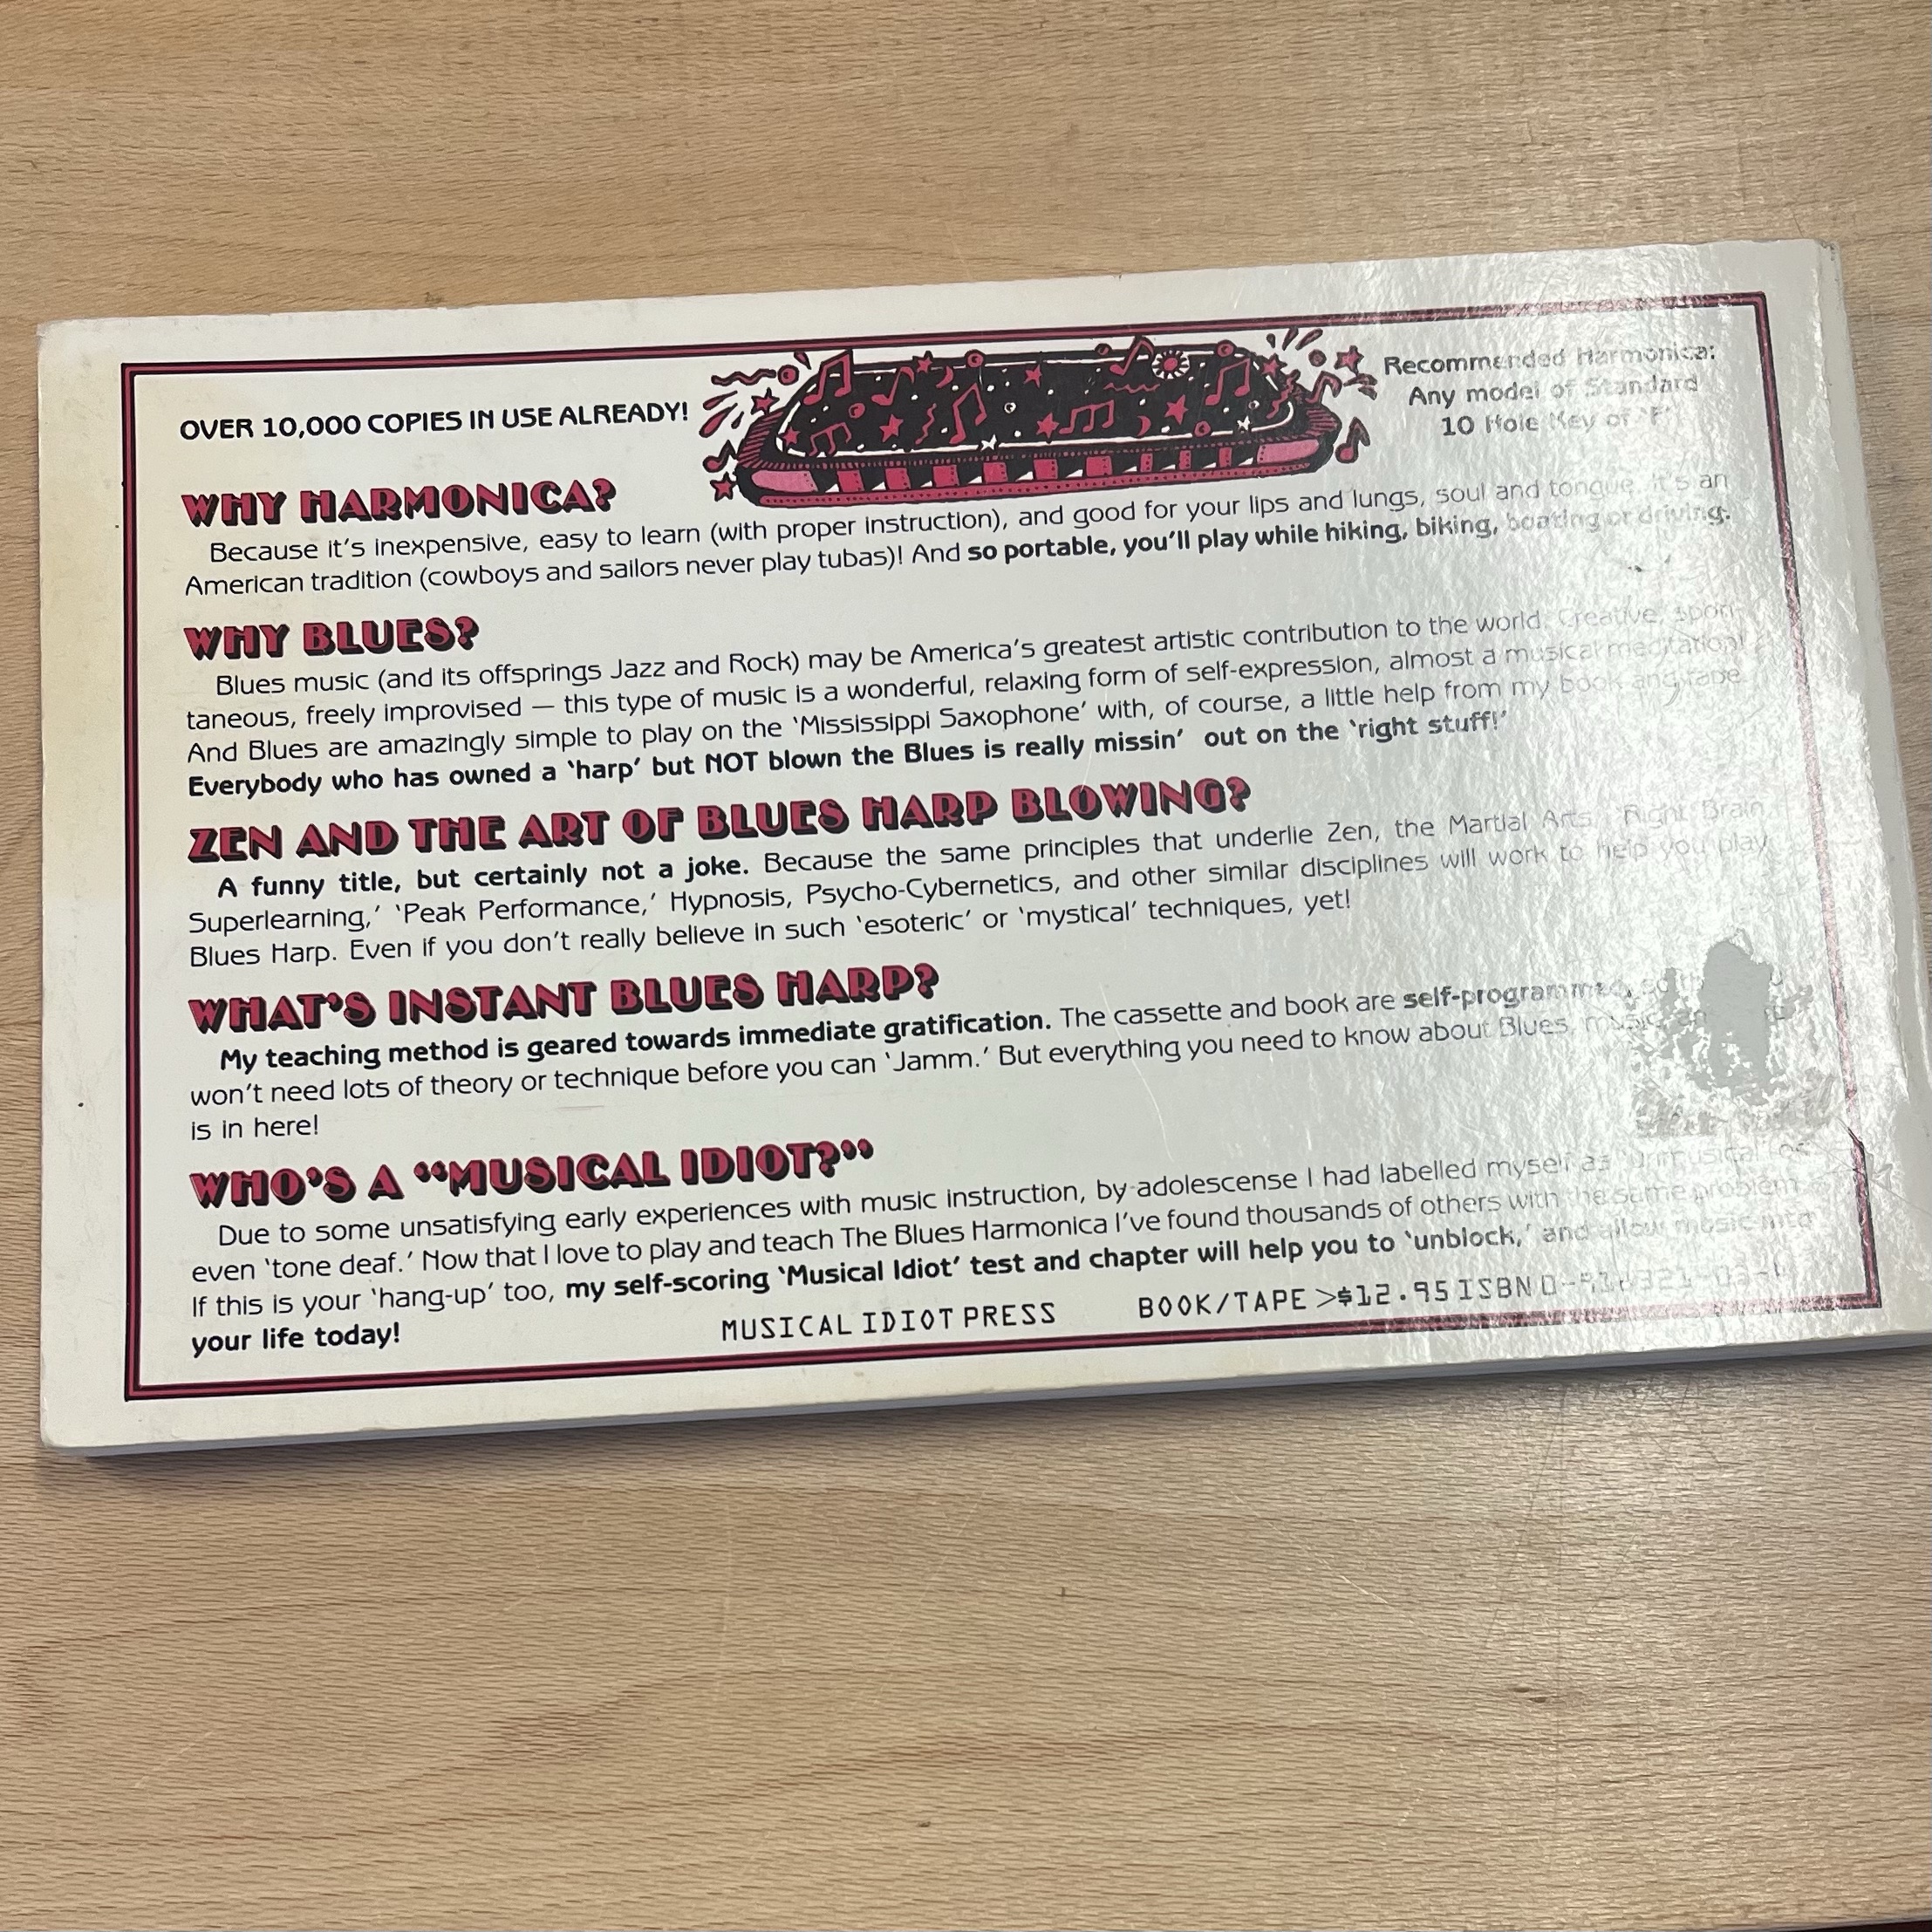 OVER 10,000 COPIES IN USE ALREADY!
Recommended Harmonica:
Any model of Standard
10 Hole Key of 'F'
WHY HARMONICA?
Because it's inexpensive, easy to learn (with proper instruction), and good for your lips and lungs, soul and tongue. It's an
American tradition (cowboys and sailors never play tubas)! And so portable, you'll play while hiking, biking, boating or driving.
WHY BLUES?
Blues music (and its offsprings Jazz and Rock) may be America's greatest artistic contribution to the world. Creative, spon-
taneous, freely improvised — this type of music is a wonderful, relaxing form of self-expression, almost a musical meditation!
And Blues are amazingly simple to play on the 'Mississippi Saxophone' with, of course, a little help from my book and tape.
Everybody who has owned a 'harp' but NOT blown the Blues is really missin' out on the 'right stuff!'
ZEN AND THE ART OF BLUES HARP BLOWING?
A funny title, but certainly not a joke. Because the same principles that underlie Zen, the Martial Arts, 'Right Brain
Superlearning,' 'Peak Performance,' Hypnosis, Psycho-Cybernetics, and other similar disciplines will work to help you play
Blues Harp. Even if you don't really believe in such 'esoteric' or 'mystical' techniques, yet!
WHAT'S INSTANT BLUES HARP?
My teaching method is geared towards immediate gratification. The cassette and book are self-programmed, so
won't need lots of theory or technique before you can 'Jamm.' But everything you need to know about Blues, music,
is in here!
WHO'S A “MUSICAL IDIOT?”
Due to some unsatisfying early experiences with music instruction, by adolescense I had labelled myself as 'unmusical' or
even 'tone deaf.' Now that I love to play and teach The Blues Harmonica I've found thousands of others with the same problem.
If this is your 'hang-up' too, my self-scoring 'Musical Idiot' test and chapter will help you to 'unblock,' and allow music into
your life today!
MUSICAL IDIOT PRESS
BOOK/TAPE >$12.95 ISBN